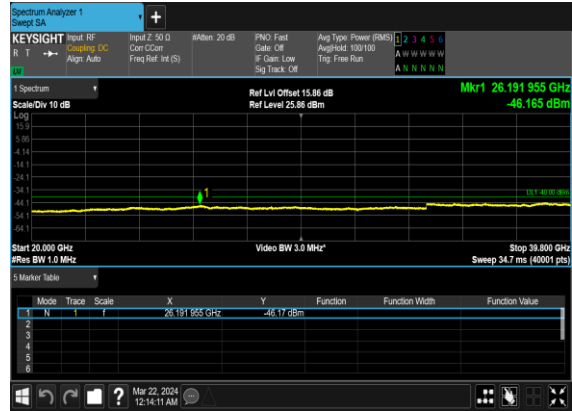 Spectrum Analyzer 1
Swept SA
+
KEYSIGHT Input: RF Input Z: 50 Ω #Atten: 20 dB PNO: Fast Avg Type: Power (RMS) 1 2 3 4 5 6
R T Coupling: DC Corr CCorr Gate: Off Avg|Hold: 100/100 A W W W W W
Align: Auto Freq Ref: Int (S) IF Gain: Low Trig: Free Run
Sig Track: Off A N N N N N
1 Spectrum Ref Lvl Offset 15.86 dB Mkr1 26.191 955 GHz
Scale/Div 10 dB Ref Level 25.86 dBm -46.165 dBm
Log
15.9
5.86
-4.14
-14.1
-24.1
-34.1 1 DL1 -40.00 dBm
-44.1
-54.1
-64.1
Start 20.000 GHz Video BW 3.0 MHz* Stop 39.800 GHz
#Res BW 1.0 MHz Sweep 34.7 ms (40001 pts)
5 Marker Table
Mode Trace Scale X Y Function Function Width Function Value
1 N 1 f 26.191 955 GHz -46.17 dBm
2
3
4
5
6
? Mar 22, 2024
12:14:11 AM